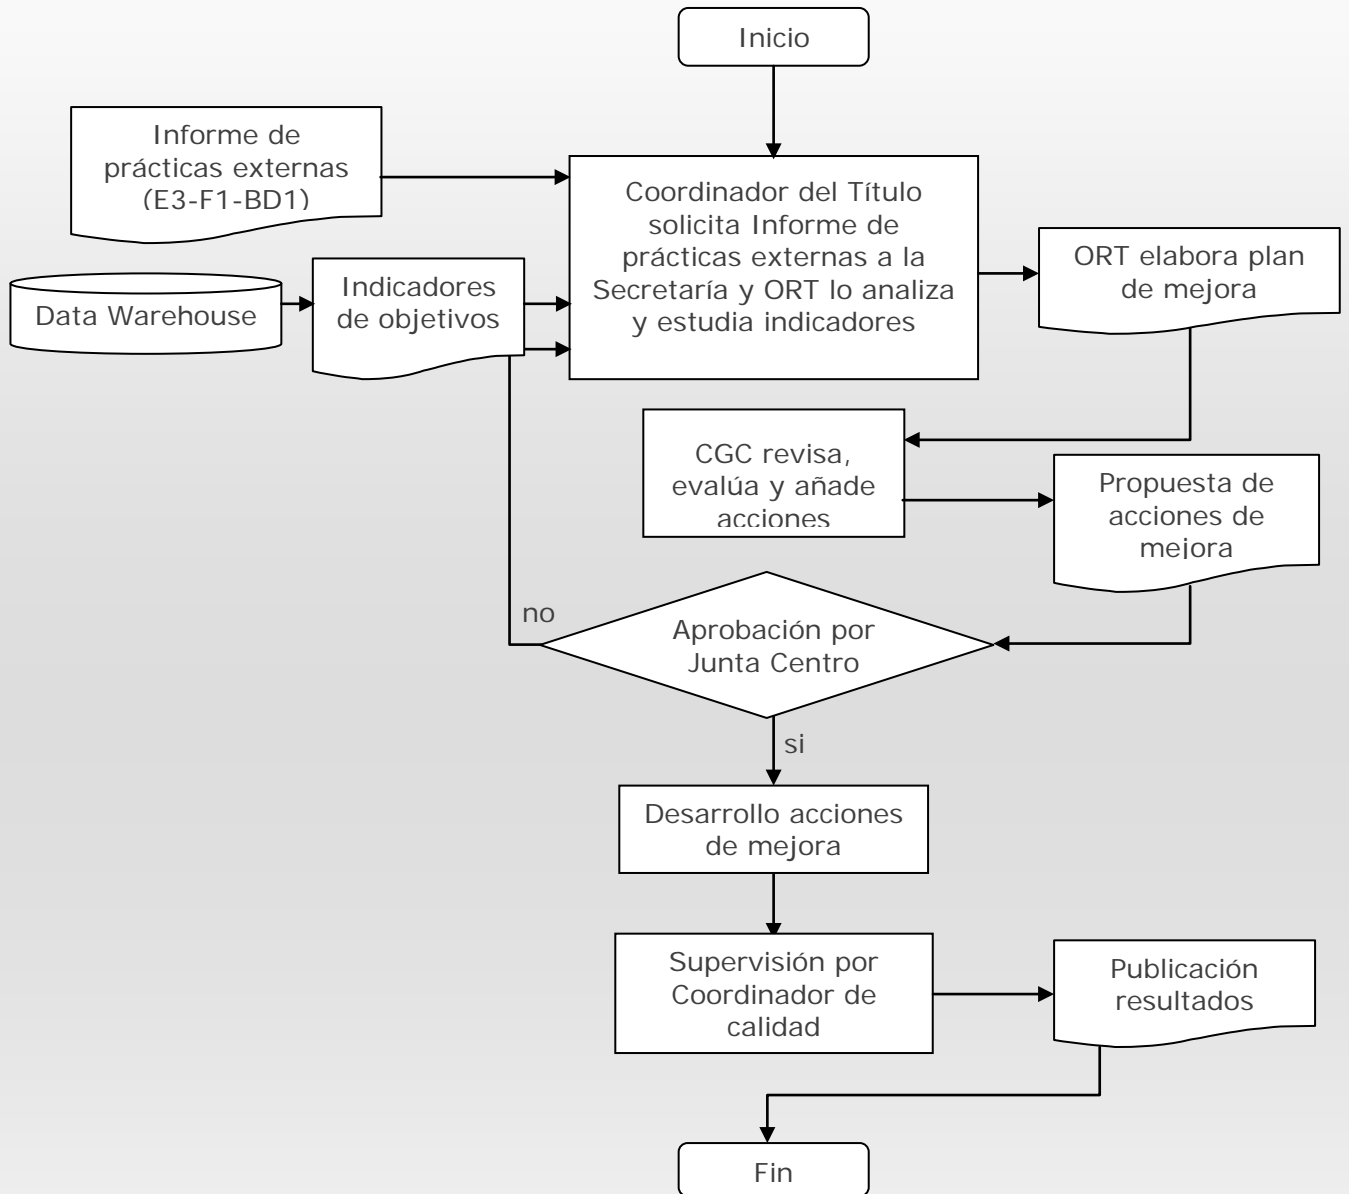 Inicio
Informe de
prácticas externas
(E3-F1-BD1)
Coordinador del Título
solicita Informe de
prácticas externas a la
Secretaría y ORT lo analiza
y estudia indicadores
ORT elabora plan
de mejora
Data Warehouse
Indicadores
de objetivos
CGC revisa,
evalúa y añade
acciones
Propuesta de
acciones de
mejora
no
Aprobación por
Junta Centro
si
Desarrollo acciones
de mejora
Supervisión por
Coordinador de
calidad
Publicación
resultados
Fin